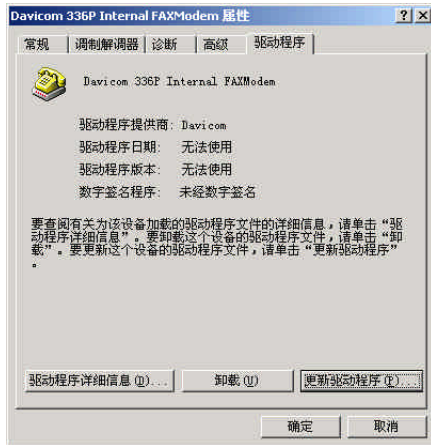 Davicom 336P Internal FAXModem 属性
常规 调制解调器 诊断 高级 驱动程序
Davicom 336P Internal FAXModem
驱动程序提供商: Davicom
驱动程序日期: 无法使用
驱动程序版本: 无法使用
数字签名程序: 未经数字签名
要查阅有关为该设备加载的驱动程序文件的详细信息，请单击“驱
动程序详细信息”。要卸载这个设备的驱动程序文件，请单击“卸
载”。要更新这个设备的驱动程序文件，请单击“更新驱动程序”
。
驱动程序详细信息(D)... 卸载(U) 更新驱动程序(P)...
确定 取消